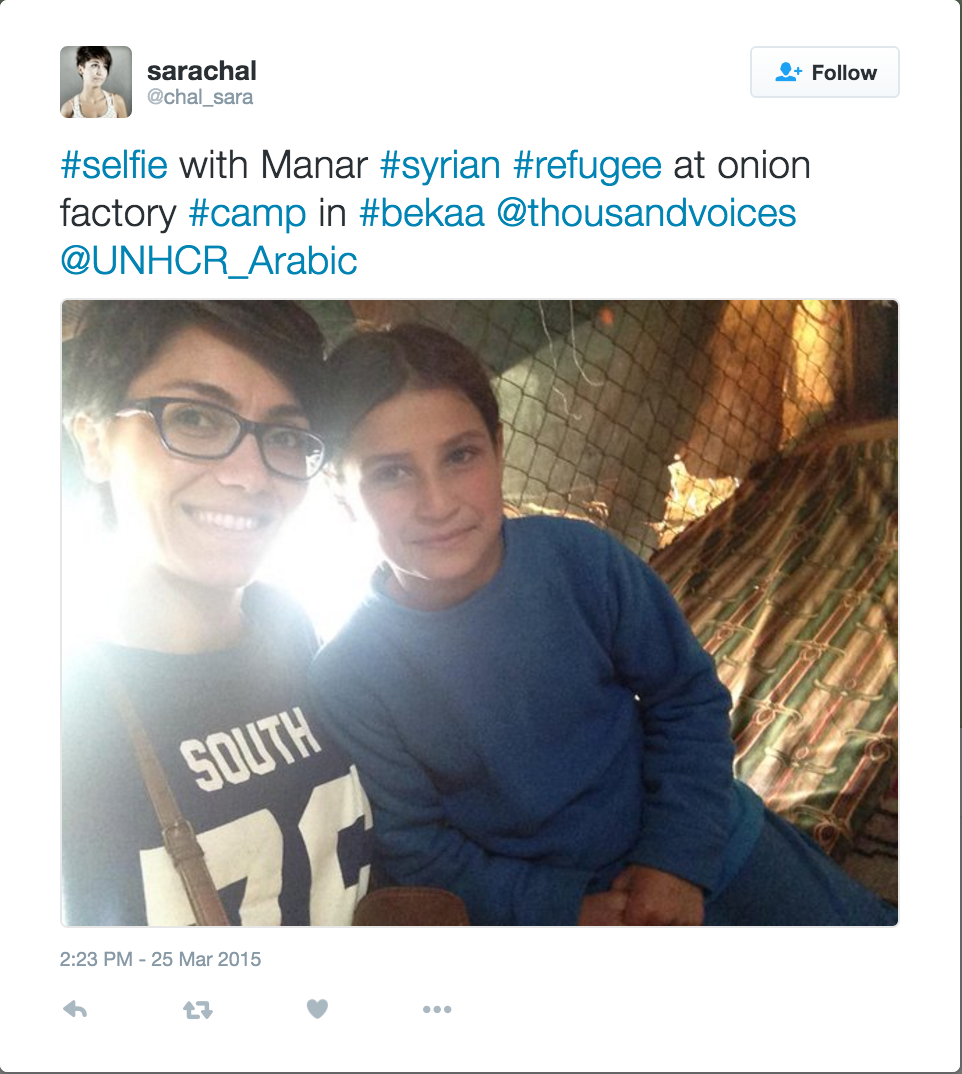 sarachal
@chal_sara
Follow
#selfie with Manar #syrian #refugee at onion
factory #camp in #bekaa @thousandvoices
@UNHCR_Arabic
SOUTH
76
2:23 PM - 25 Mar 2015